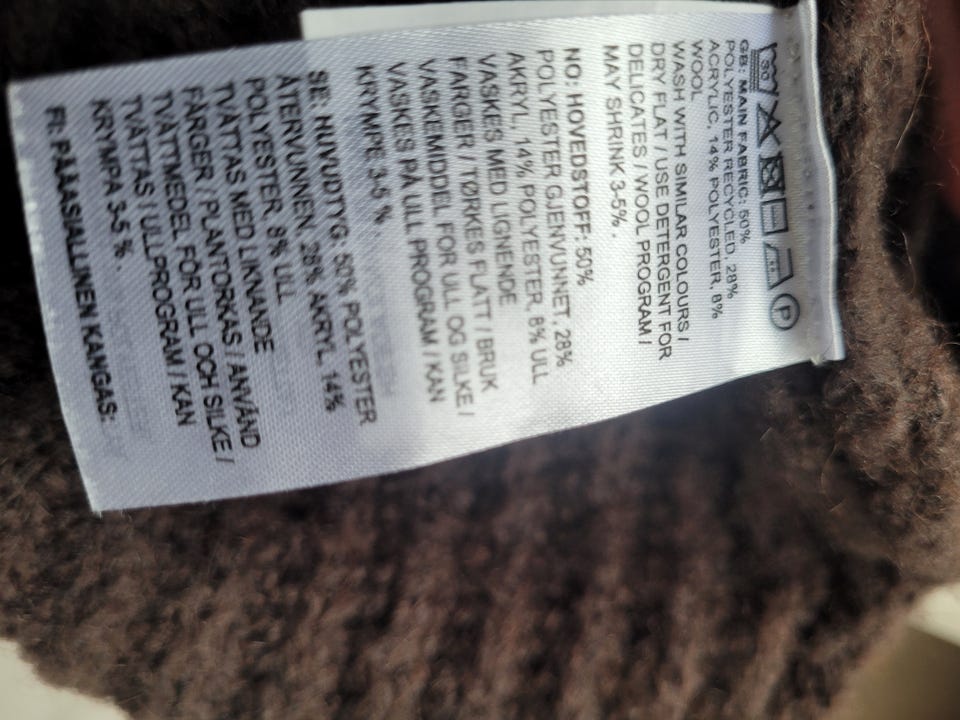 30
P
GB: MAIN FABRIC: 50%
POLYESTER RECYCLED, 28%
ACRYLIC, 14% POLYESTER, 8%
WOOL
WASH WITH SIMILAR COLOURS /
DRY FLAT / USE DETERGENT FOR
DELICATES / WOOL PROGRAM /
MAY SHRINK 3-5% .
NO: HOVEDSTOFF: 50%
POLYESTER GJENVUNNET, 28%
AKRYL, 14% POLYESTER, 8% ULL
VASKES MED LIGNENDE
FARGER / TØRKES FLATT / BRUK
VASKEMIDDEL FOR ULL OG SILKE /
VASKES PÅ ULL PROGRAM / KAN
KRYMPE 3-5 % .
SE: HUVUDTYG: 50% POLYESTER
ÅTERVUNNEN, 28% AKRYL, 14%
POLYESTER, 8% ULL
TVÄTTAS MED LIKNANDE
FÄRGER / PLANTORKAS / ANVÄND
TVÄTTMEDEL FÖR ULL OCH SILKE /
TVÄTTAS I ULLPROGRAM / KAN
KRYMPA 3-5 % .
FI: PÄÄASIALLINEN KANGAS: